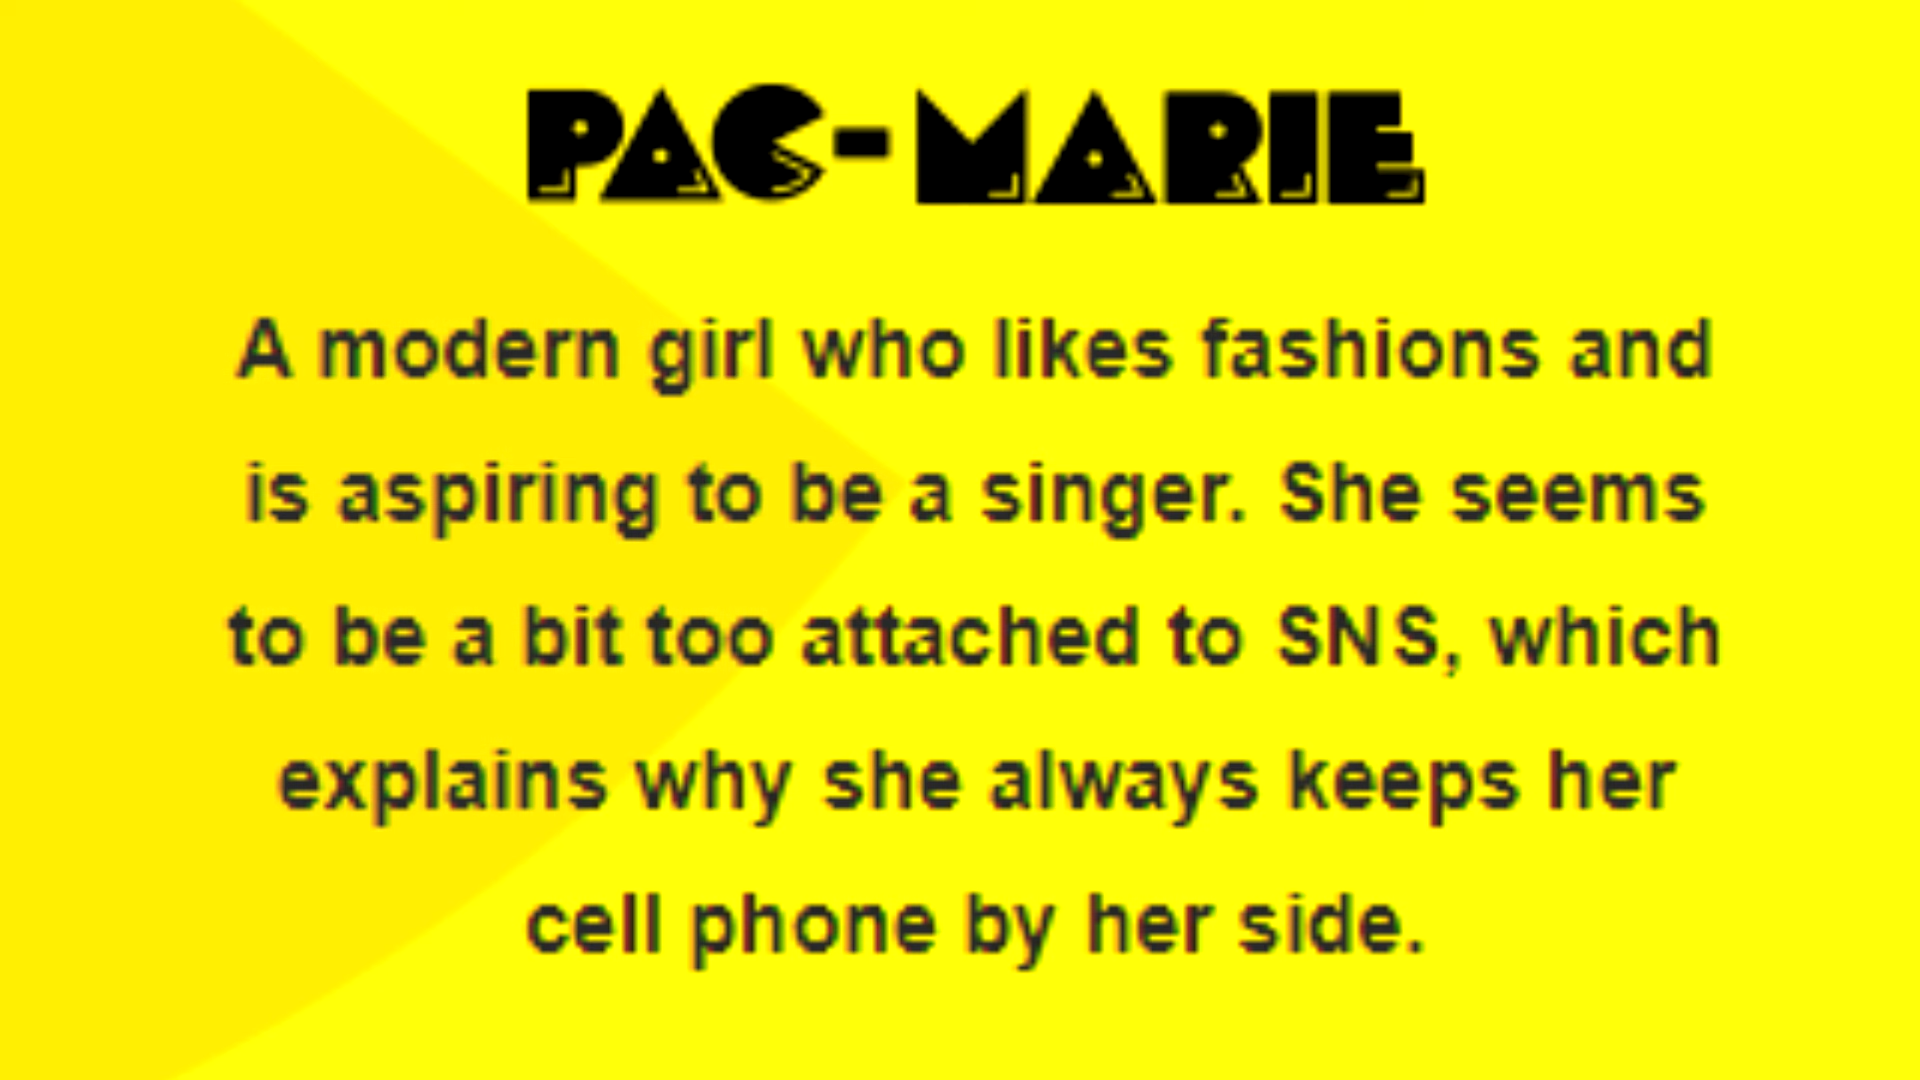 PAC-MARIE
A modern girl who likes fashions and
is aspiring to be a singer. She seems
to be a bit too attached to SNS, which
explains why she always keeps her
cell phone by her side.